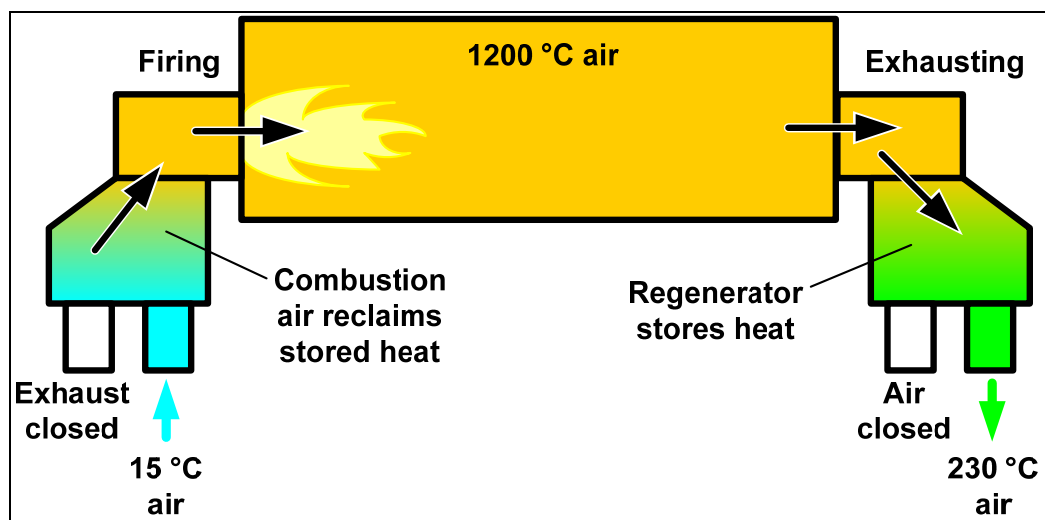 Firing
1200 °C air
Exhausting
Combustion
air reclaims
stored heat
Regenerator
stores heat
Exhaust
closed
15 °C
air
Air
closed
230 °C
air